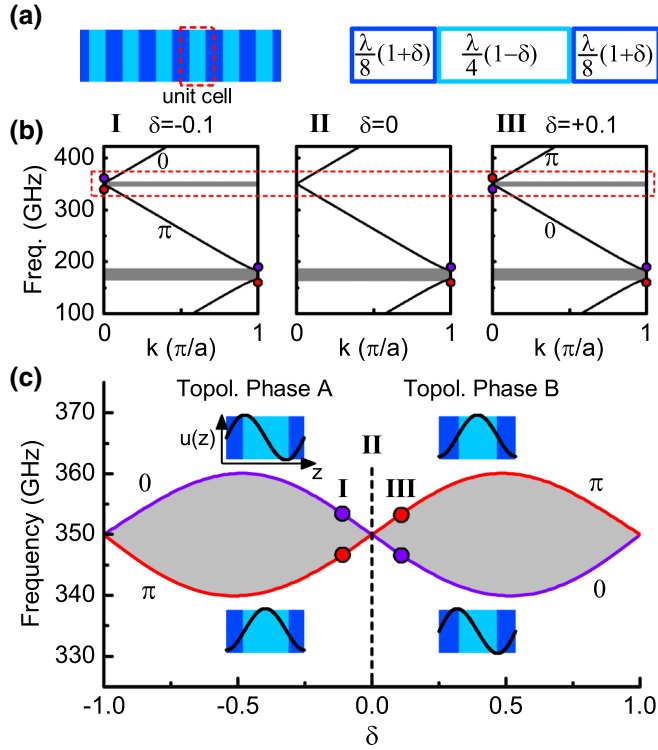 (a)
λ/8(1+δ) λ/4(1−δ) λ/8(1+δ)
unit cell
(b) I δ=-0.1 II δ=0 III δ=+0.1
400
300
200
100
Freq. (GHz)
0
π
π
0
0 1 0 1 0 1
k (π/a) k (π/a) k (π/a)
(c)
Topol. Phase A Topol. Phase B
u(z)
z
I II III
0 π
π 0
370
360
350
340
330
Frequency (GHz)
-1.0 -0.5 0.0 0.5 1.0
δ